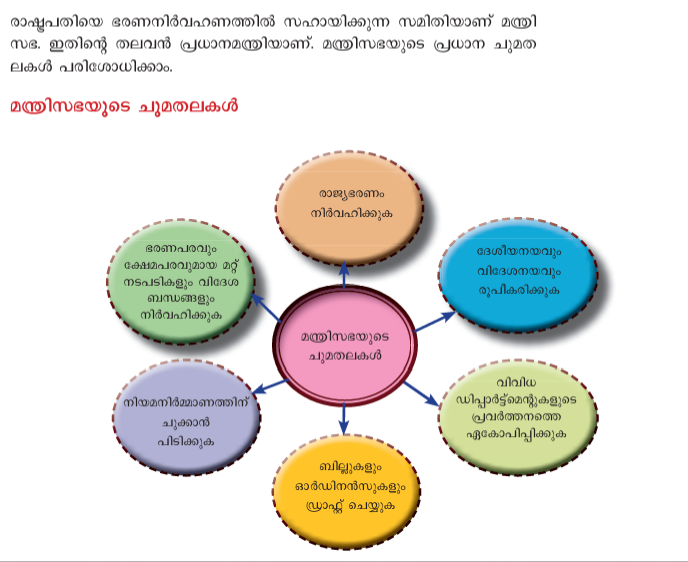 രാഷ്ട്രപതിയെ ഭരണനിർവഹണത്തിൽ സഹായിക്കുന്ന സമിതിയാണ് മന്ത്രി
സഭ. ഇതിന്റെ തലവൻ പ്രധാനമന്ത്രിയാണ്. മന്ത്രിസഭയുടെ പ്രധാന ചുമത
ലകൾ പരിശോധിക്കാം.
മന്ത്രിസഭയുടെ ചുമതലകൾ
രാജ്യഭരണം
നിർവഹിക്കുക
ഭരണപരവും
ക്ഷേമപരവുമായ മറ്റ്
നടപടികളും വിദേശ
ബന്ധങ്ങളും
നിർവഹിക്കുക
ദേശീയനയവും
വിദേശനയവും
രൂപീകരിക്കുക
മന്ത്രിസഭയുടെ
ചുമതലകൾ
നിയമനിർമ്മാണത്തിന്
ചുക്കാൻ
പിടിക്കുക
വിവിധ
ഡിപ്പാർട്ട്മെന്റുകളുടെ
പ്രവർത്തനത്തെ
ഏകോപിപ്പിക്കുക
ബില്ലുകളും
ഓർഡിനൻസുകളും
ഡ്രാഫ്റ്റ് ചെയ്യുക